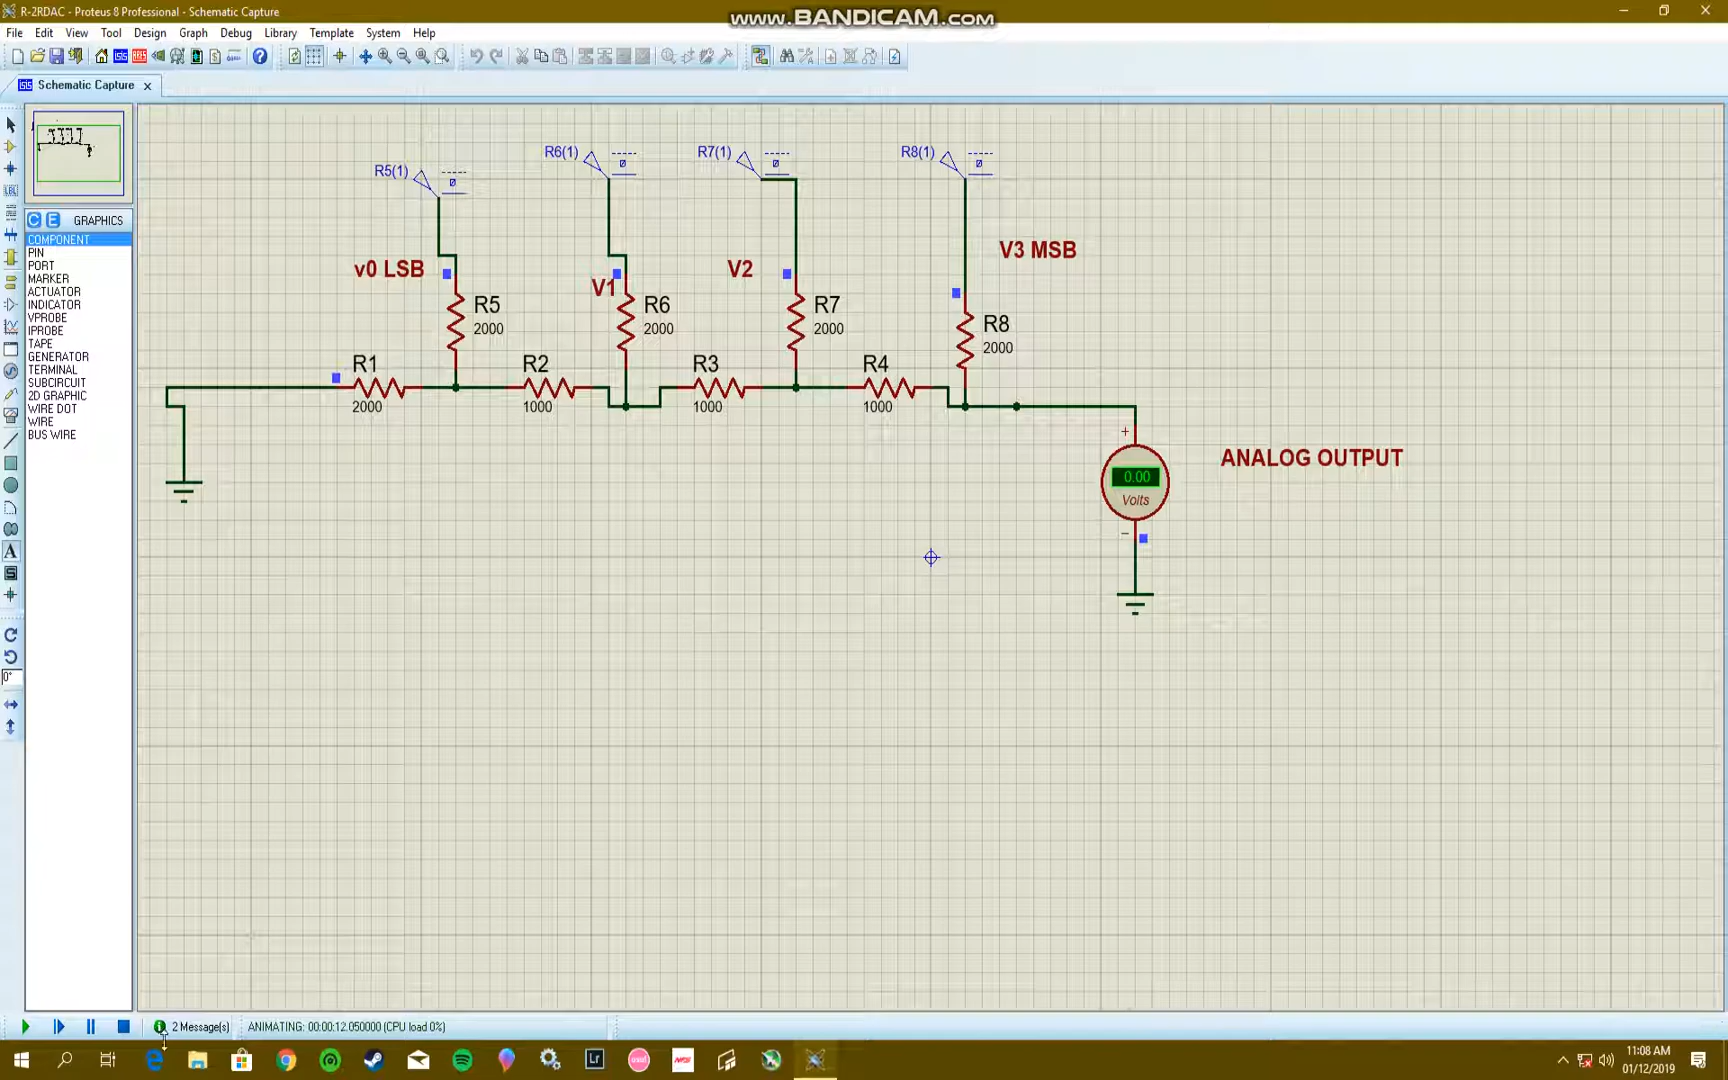 R-2RDAC - Proteus 8 Professional - Schematic Capture
www.BANDICAM.com
File Edit View Tool Design Graph Debug Library Template System Help
Schematic Capture
C E GRAPHICS
COMPONENT
PIN
PORT
MARKER
ACTUATOR
INDICATOR
VPROBE
IPROBE
TAPE
GENERATOR
TERMINAL
SUBCIRCUIT
2D GRAPHIC
WIRE DOT
WIRE
BUS WIRE
0°
R5(1) R6(1) R7(1) R8(1)
v0 LSB V1 V2 V3 MSB
R5 2000
R6 2000
R7 2000
R8 2000
R1 2000
R2 1000
R3 1000
R4 1000
+
0.00
Volts
−
ANALOG OUTPUT
2 Message(s) ANIMATING: 00:00:12.050000 (CPU load 0%)
Lr
11:08 AM
01/12/2019